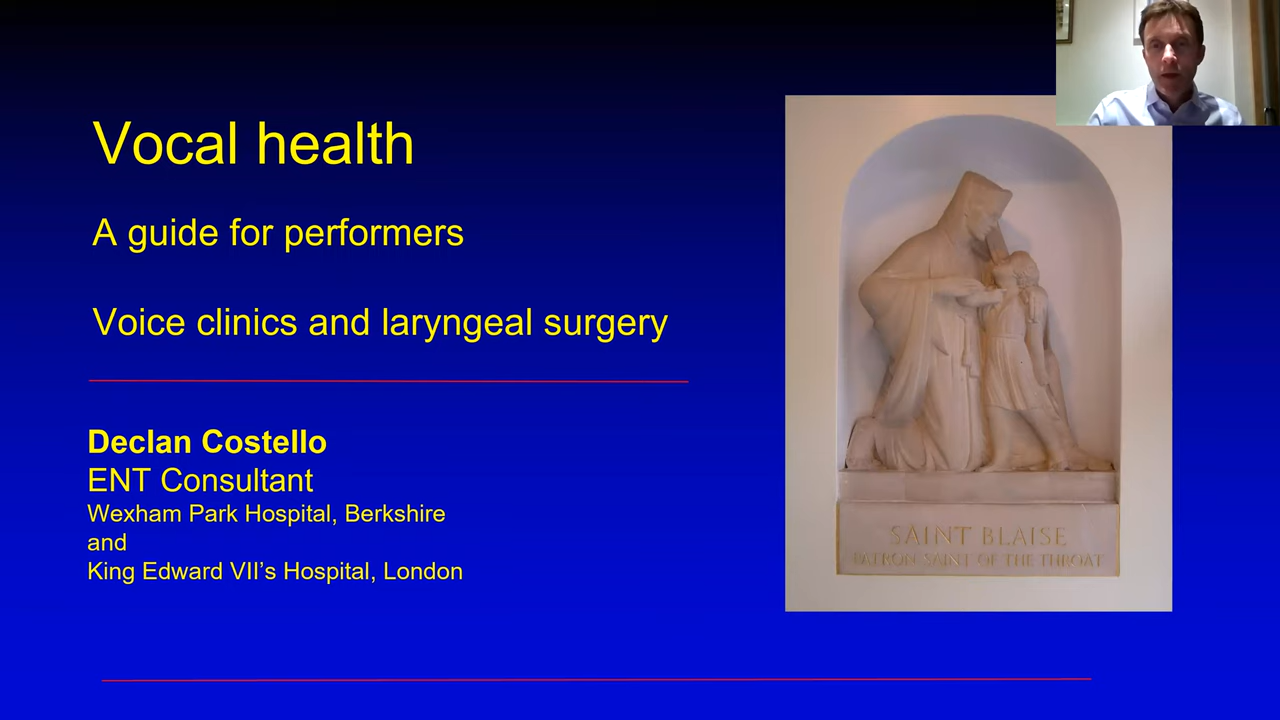 Vocal health
A guide for performers
Voice clinics and laryngeal surgery
Declan Costello
ENT Consultant
Wexham Park Hospital, Berkshire
and
King Edward VII’s Hospital, London
SAINT BLAISE
PATRON SAINT OF THE THROAT